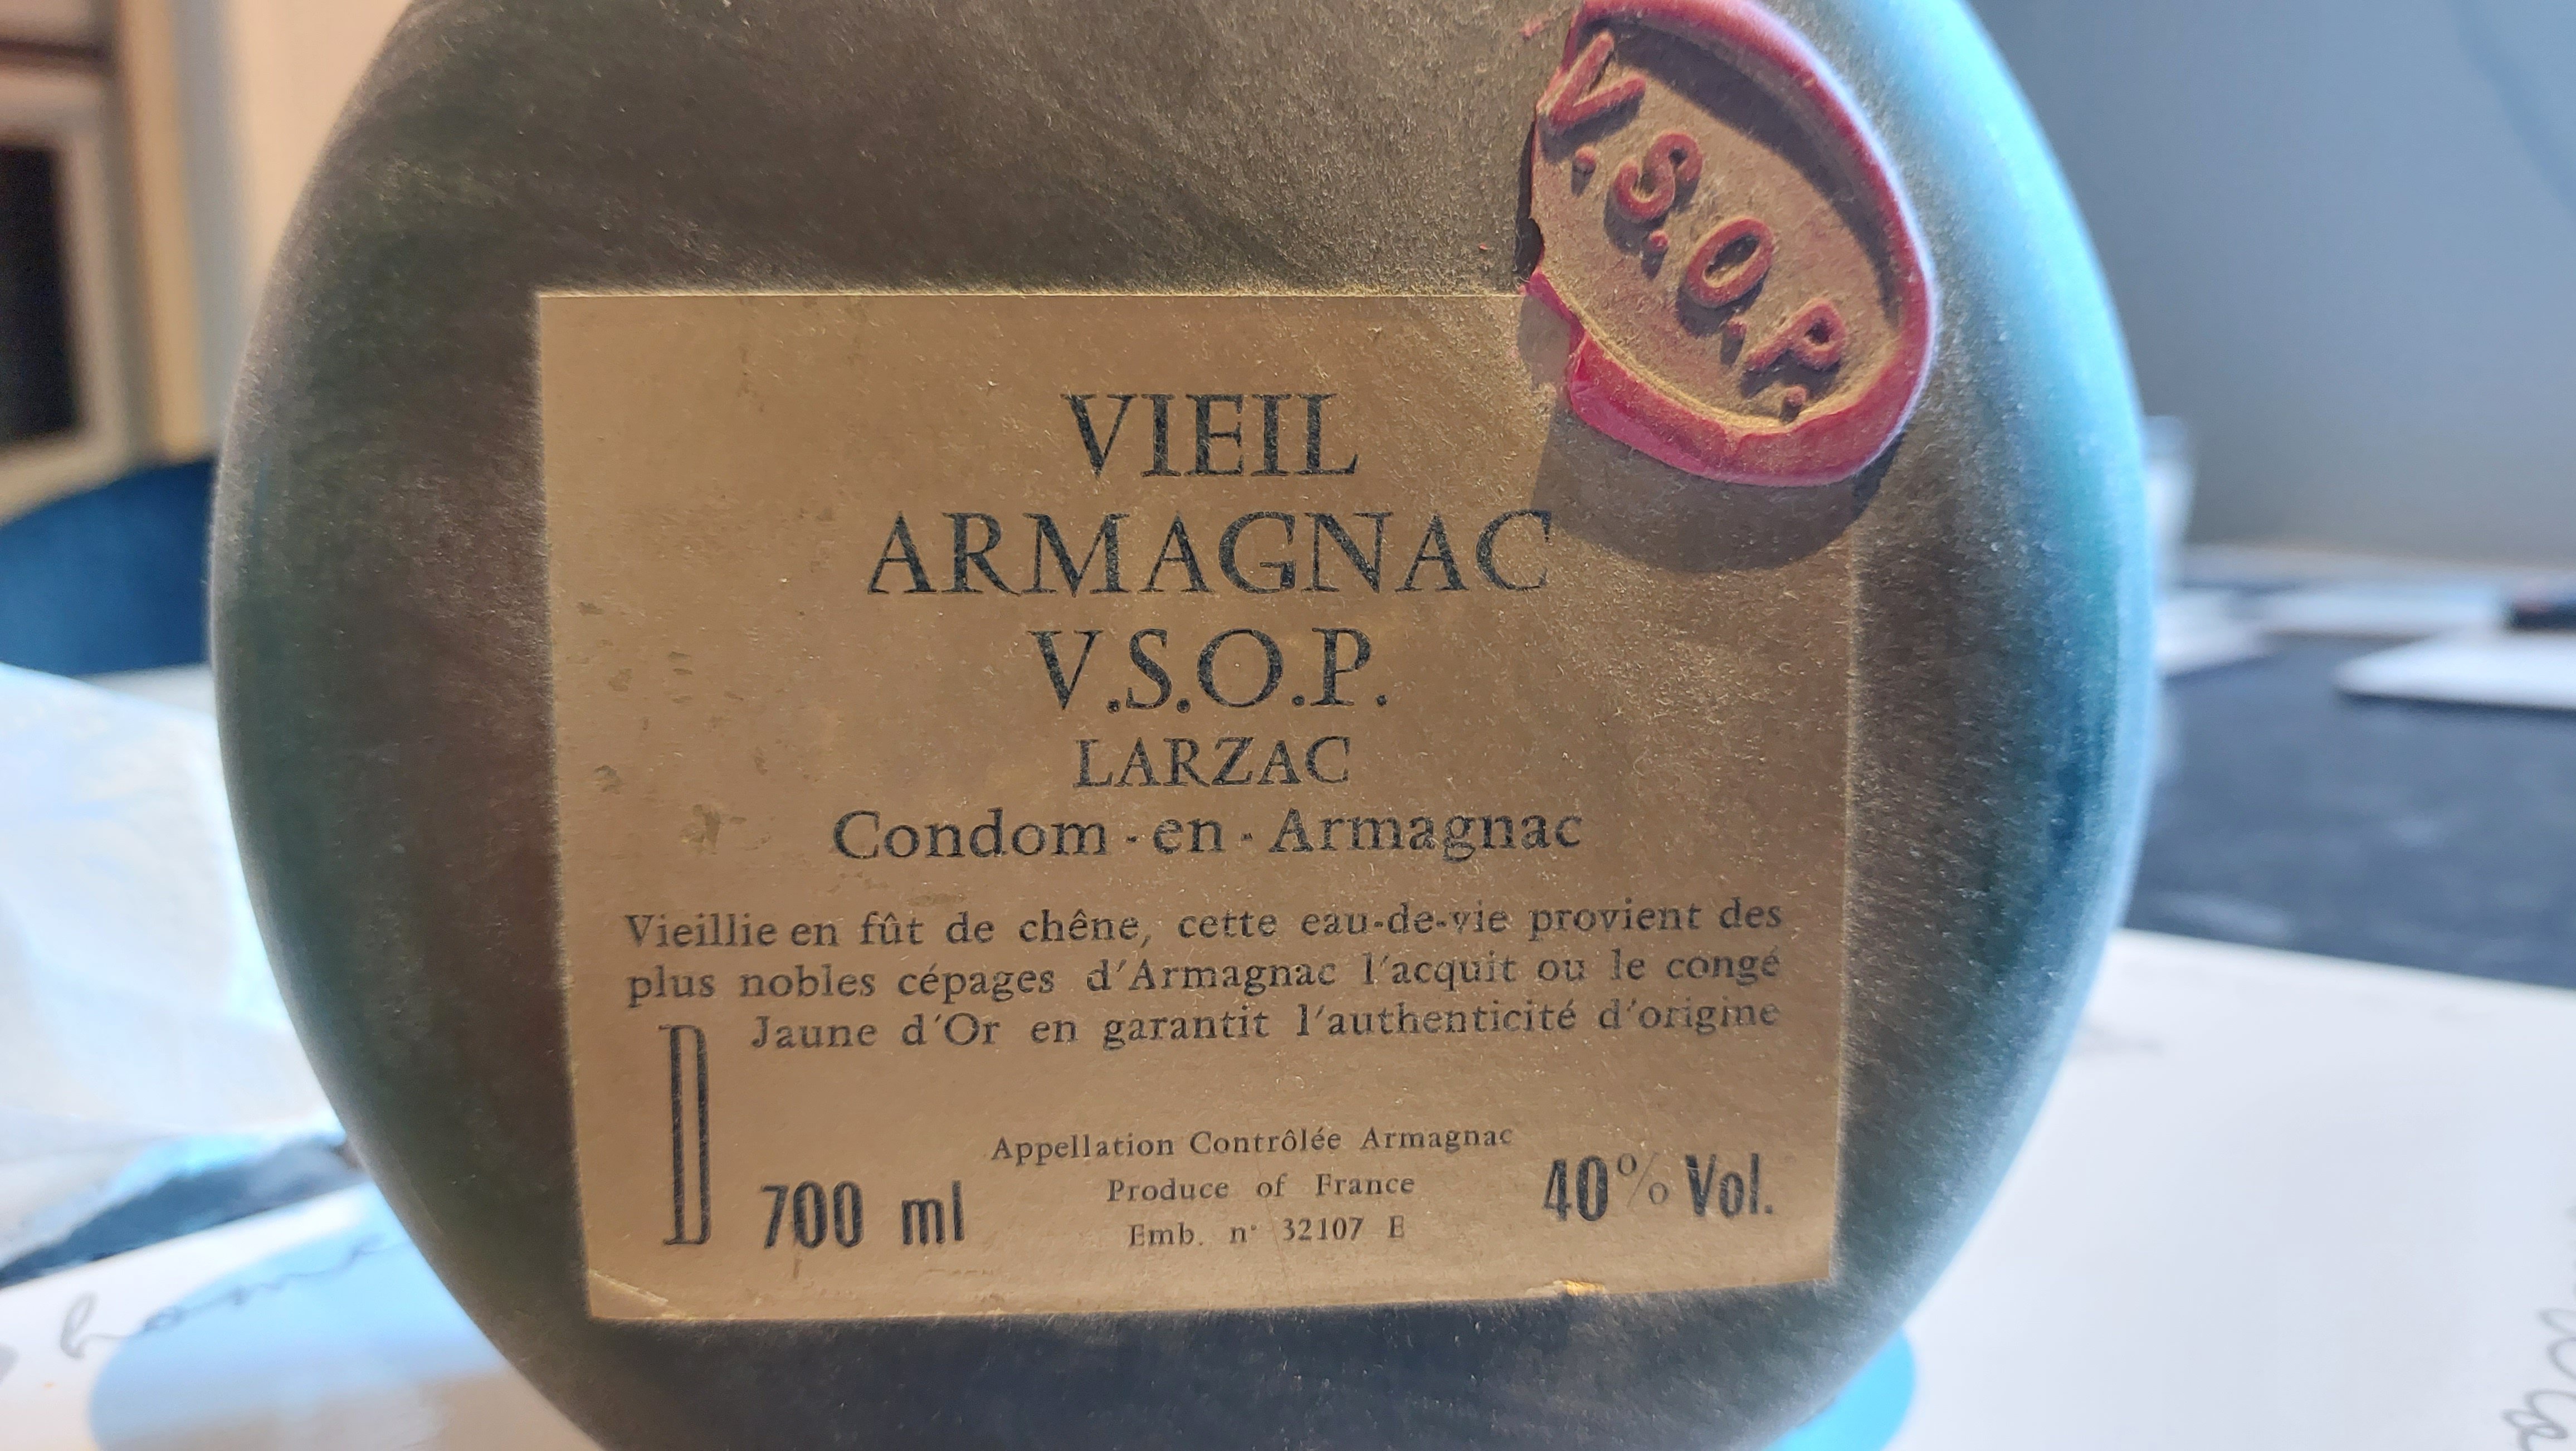 V.S.O.P.
VIEIL
ARMAGNAC
V.S.O.P.
LARZAC
Condom-en-Armagnac
Vieillie en fût de chêne, cette eau-de-vie provient des
plus nobles cépages d'Armagnac l'acquit ou le congé
Jaune d'Or en garantit l'authenticité d'origine
D
700 ml
Appellation Contrôlée Armagnac
Produce of France
Emb. n° 32107 E
40% Vol.